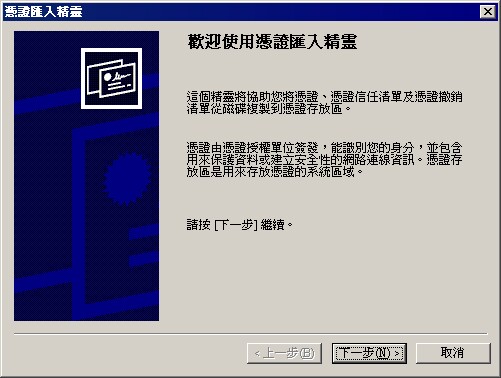 憑證匯入精靈
歡迎使用憑證匯入精靈
這個精靈將協助您將憑證、憑證信任清單及憑證撤銷
清單從磁碟複製到憑證存放區。
憑證由憑證授權單位簽發，能識別您的身分，並包含
用來保護資料或建立安全性的網路連線資訊。憑證存
放區是用來存放憑證的系統區域。
請按 [下一步] 繼續。
< 上一步(B)
下一步(N) >
取消